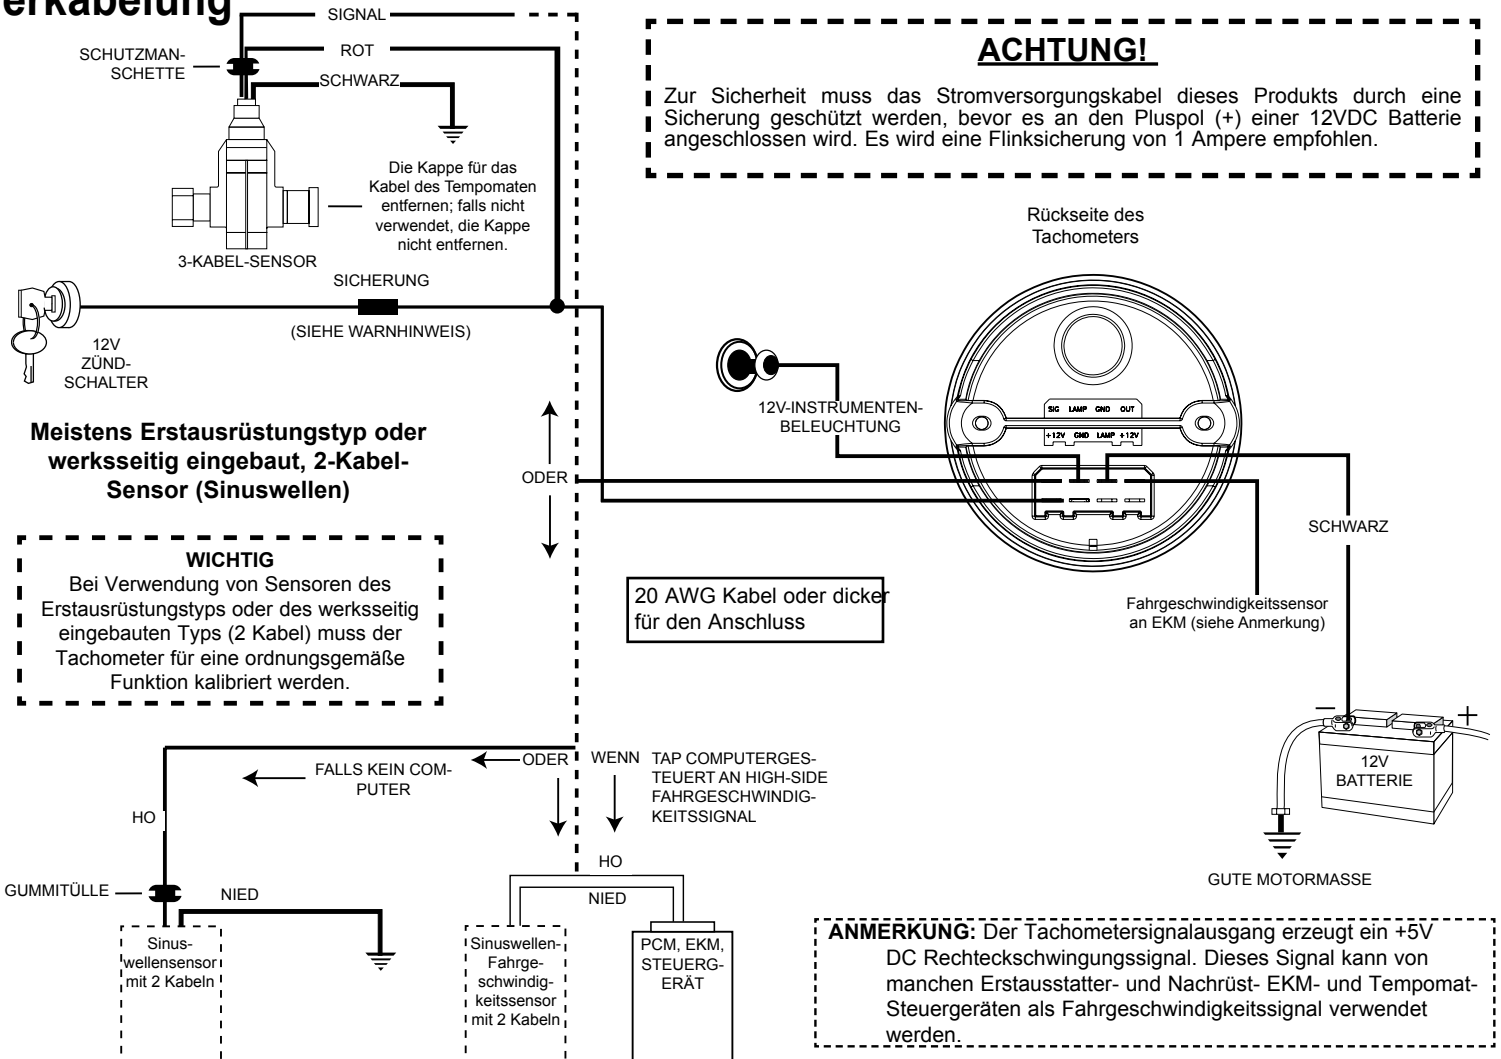 erkabelung
SIGNAL
ROT
SCHWARZ
SCHUTZMAN-
SCHETTE
Die Kappe für das
Kabel des Tempomaten
entfernen; falls nicht
verwendet, die Kappe
nicht entfernen.
3-KABEL-SENSOR
ACHTUNG!
Zur Sicherheit muss das Stromversorgungskabel dieses Produkts durch eine
Sicherung geschützt werden, bevor es an den Pluspol (+) einer 12VDC Batterie
angeschlossen wird. Es wird eine Flinksicherung von 1 Ampere empfohlen.
Rückseite des
Tachometers
SICHERUNG
(SIEHE WARNHINWEIS)
12V
ZÜND-
SCHALTER
12V-INSTRUMENTEN-
BELEUCHTUNG
SIG LAMP GND OUT
+12V GND LAMP +12V
Meistens Erstausrüstungstyp oder
werksseitig eingebaut, 2-Kabel-
Sensor (Sinuswellen)
ODER
SCHWARZ
WICHTIG
Bei Verwendung von Sensoren des
Erstausrüstungstyps oder des werksseitig
eingebauten Typs (2 Kabel) muss der
Tachometer für eine ordnungsgemäße
Funktion kalibriert werden.
20 AWG Kabel oder dicker
für den Anschluss
Fahrgeschwindigkeitssensor
an EKM (siehe Anmerkung)
− +
12V
BATTERIE
GUTE MOTORMASSE
ODER
FALLS KEIN COM-
PUTER
WENN
TAP COMPUTERGES-
TEUERT AN HIGH-SIDE
FAHRGESCHWINDIG-
KEITSSIGNAL
HO
GUMMITÜLLE
NIED
HO
NIED
Sinus-
wellensensor
mit 2 Kabeln
Sinuswellen-
Fahrge-
schwindig-
keitssensor
mit 2 Kabeln
PCM, EKM,
STEUERG-
ERÄT
ANMERKUNG: Der Tachometersignalausgang erzeugt ein +5V
DC Rechteckschwingungssignal. Dieses Signal kann von
manchen Erstausstatter- und Nachrüst- EKM- und Tempomat-
Steuergeräten als Fahrgeschwindigkeitssignal verwendet
werden.